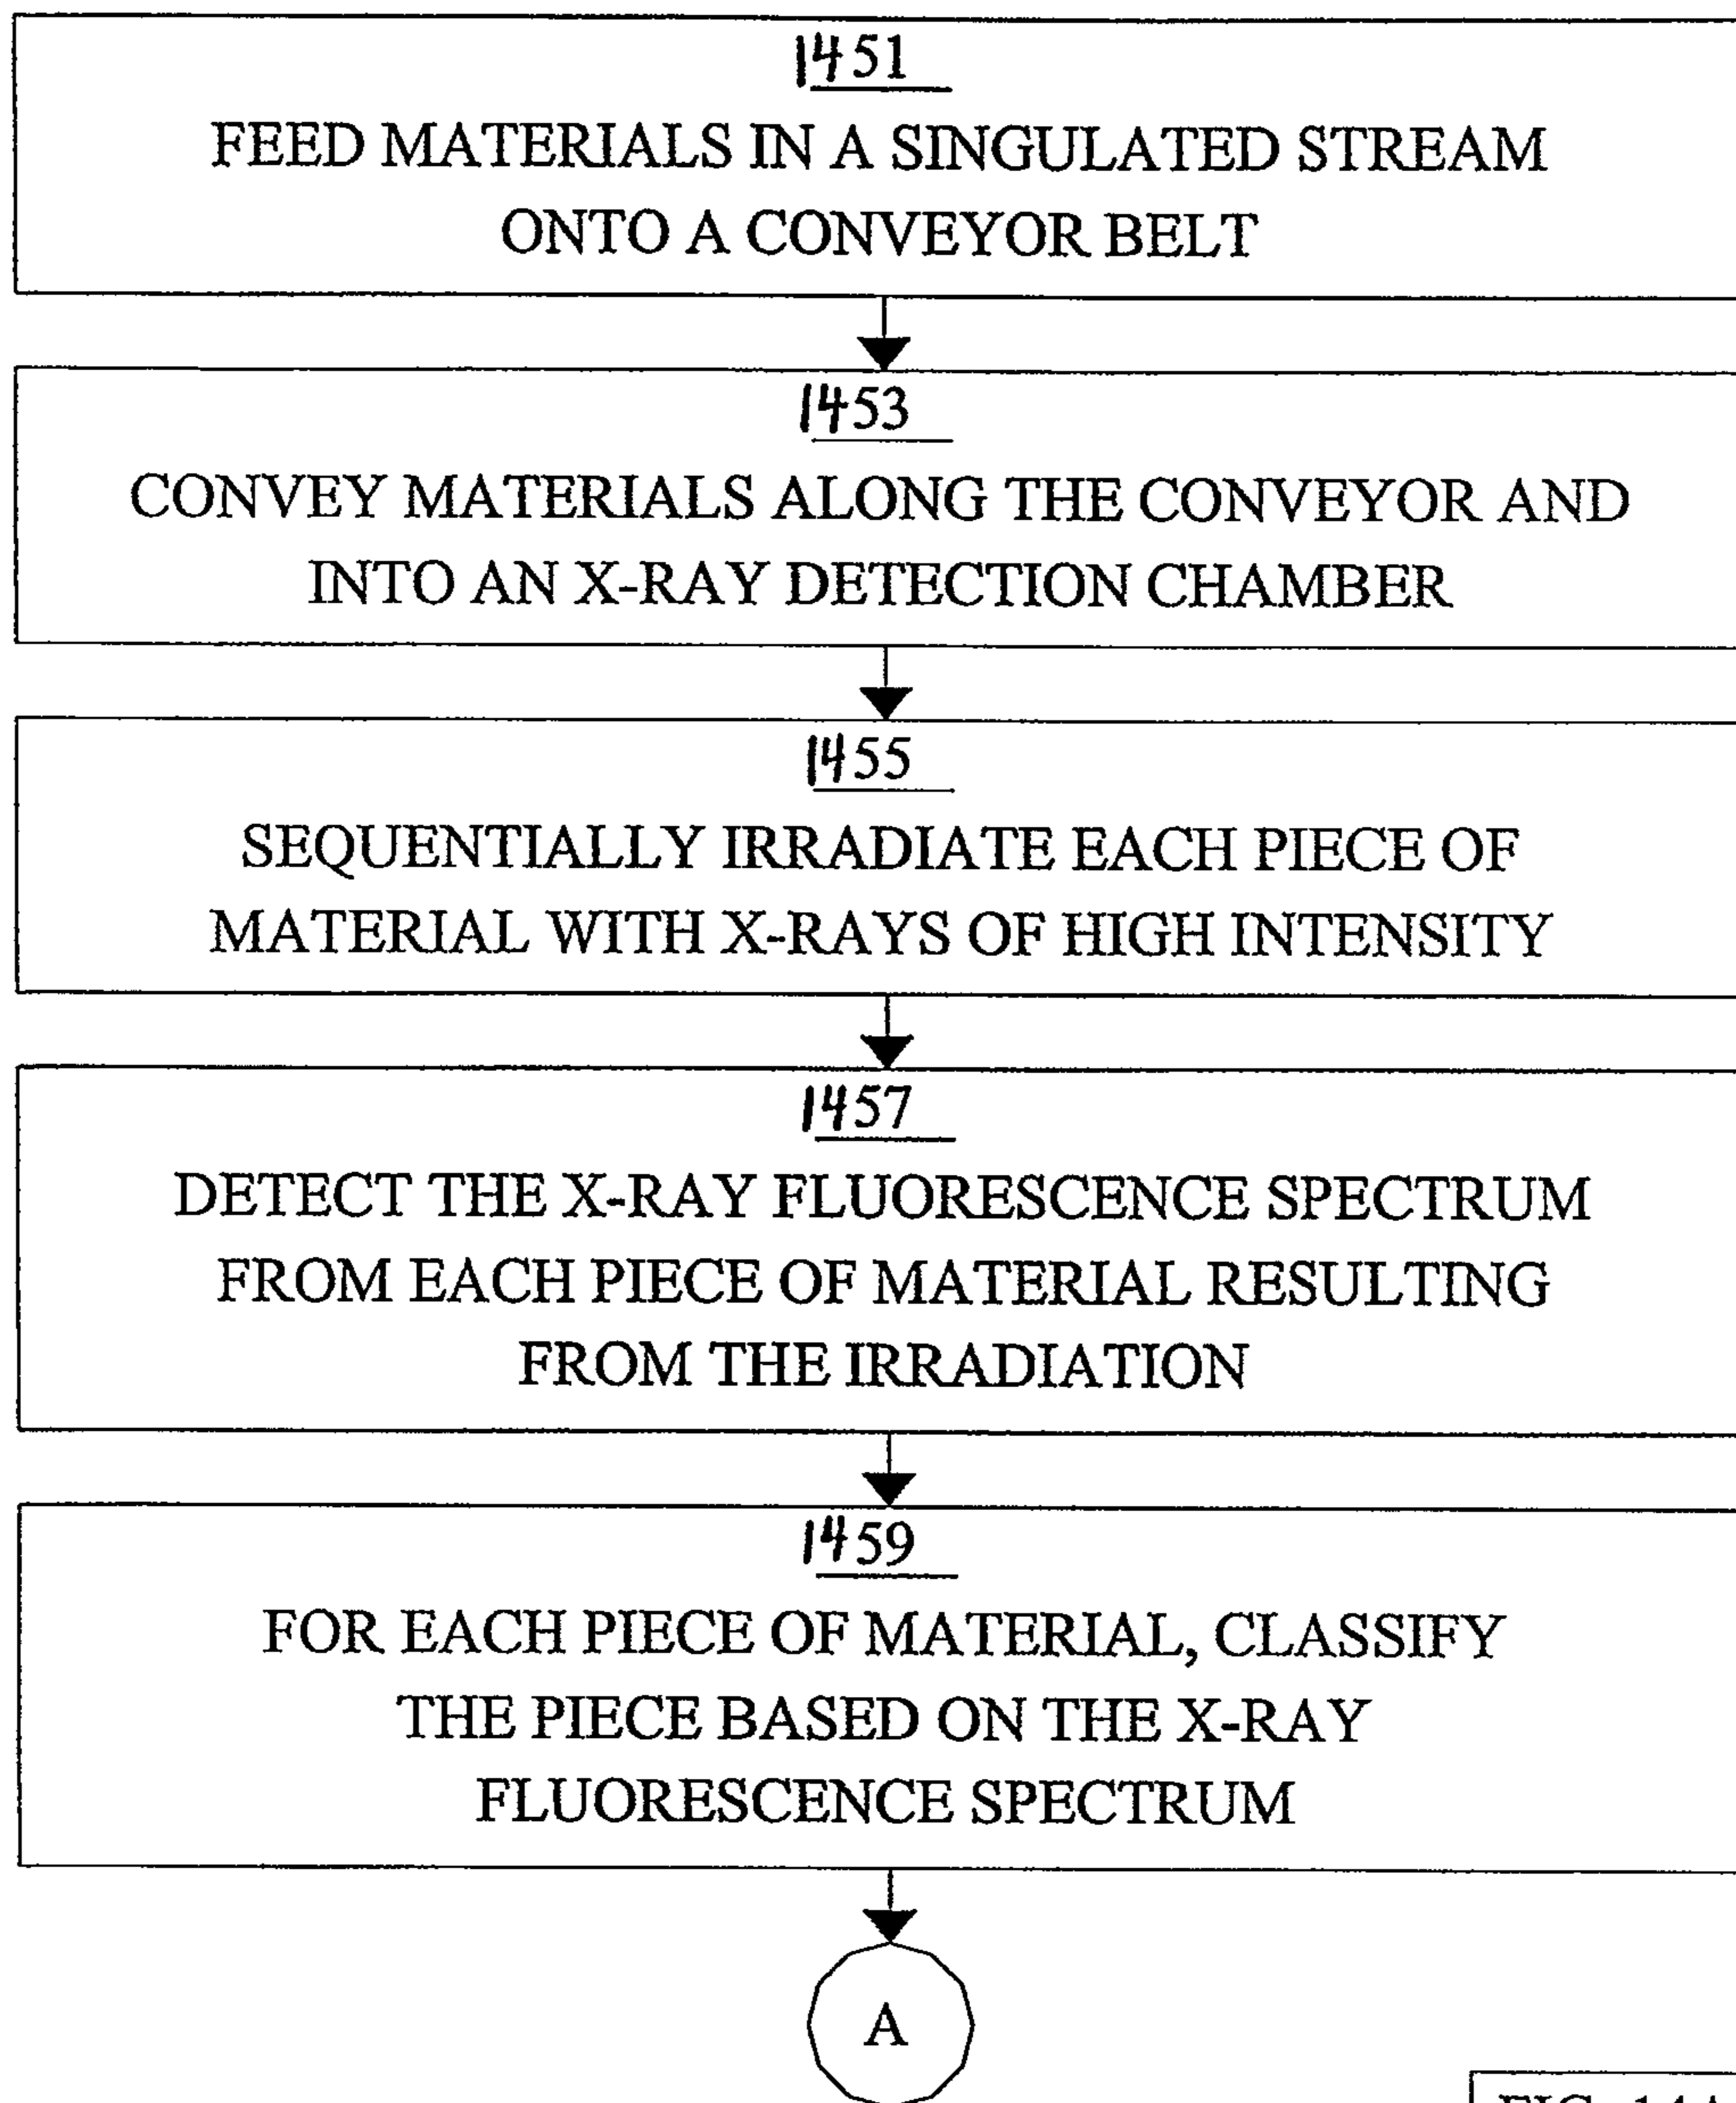 1451
FEED MATERIALS IN A SINGULATED STREAM
ONTO A CONVEYOR BELT
1453
CONVEY MATERIALS ALONG THE CONVEYOR AND
INTO AN X-RAY DETECTION CHAMBER
1455
SEQUENTIALLY IRRADIATE EACH PIECE OF
MATERIAL WITH X-RAYS OF HIGH INTENSITY
1457
DETECT THE X-RAY FLUORESCENCE SPECTRUM
FROM EACH PIECE OF MATERIAL RESULTING
FROM THE IRRADIATION
1459
FOR EACH PIECE OF MATERIAL, CLASSIFY
THE PIECE BASED ON THE X-RAY
FLUORESCENCE SPECTRUM
A
FIG. 14A